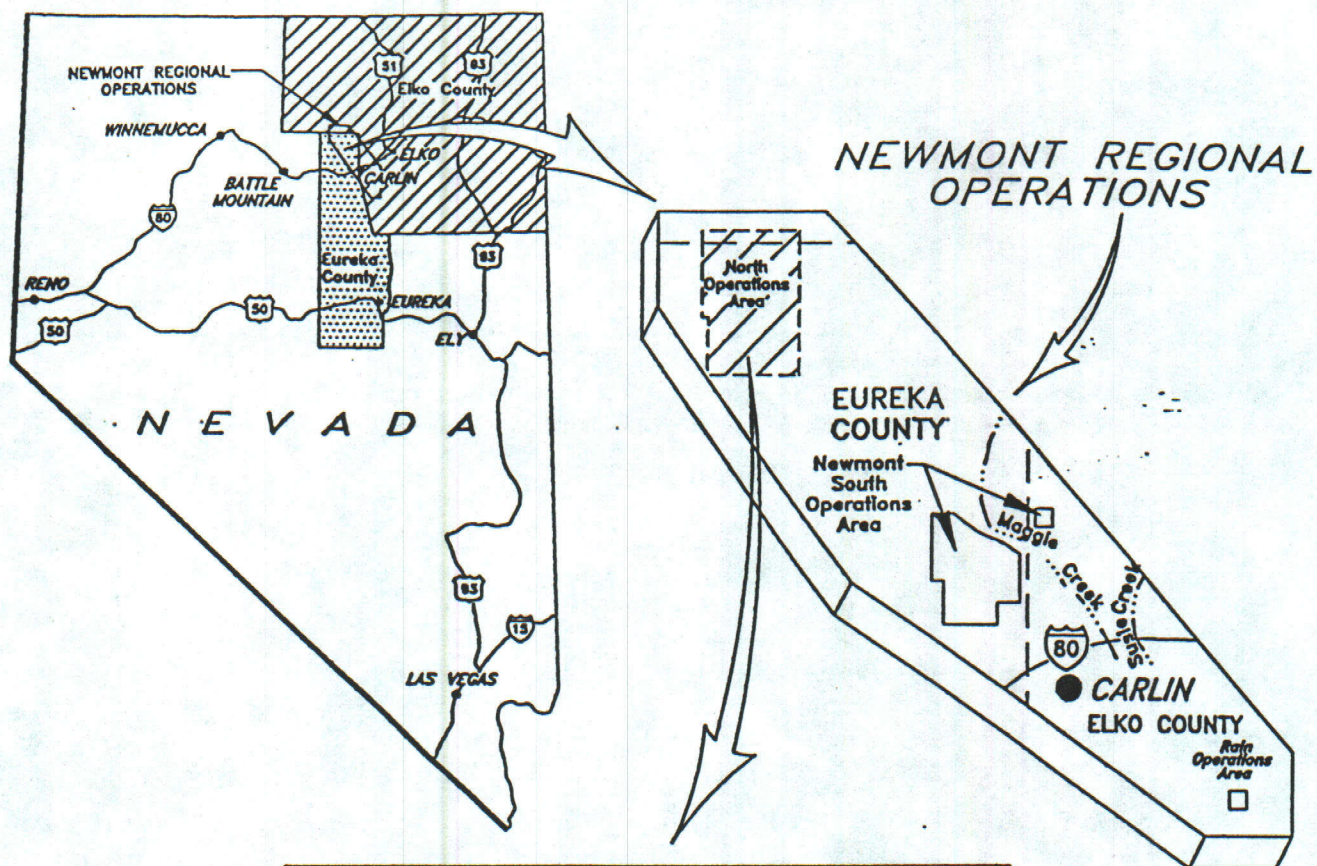 NEWMONT REGIONAL
OPERATIONS
WINNEMUCCA
BATTLE
MOUNTAIN
51
93
Elko County
ELKO
CARLIN
80
RENO
50
50
Eureka
County
EUREKA
ELY
93
NEVADA
93
15
LAS VEGAS
NEWMONT REGIONAL
OPERATIONS
North
Operations
Area
EUREKA
COUNTY
Newmont
South
Operations
Area
Maggie
Creek
Susie Creek
80
CARLIN
ELKO COUNTY
Rain
Operations
Area